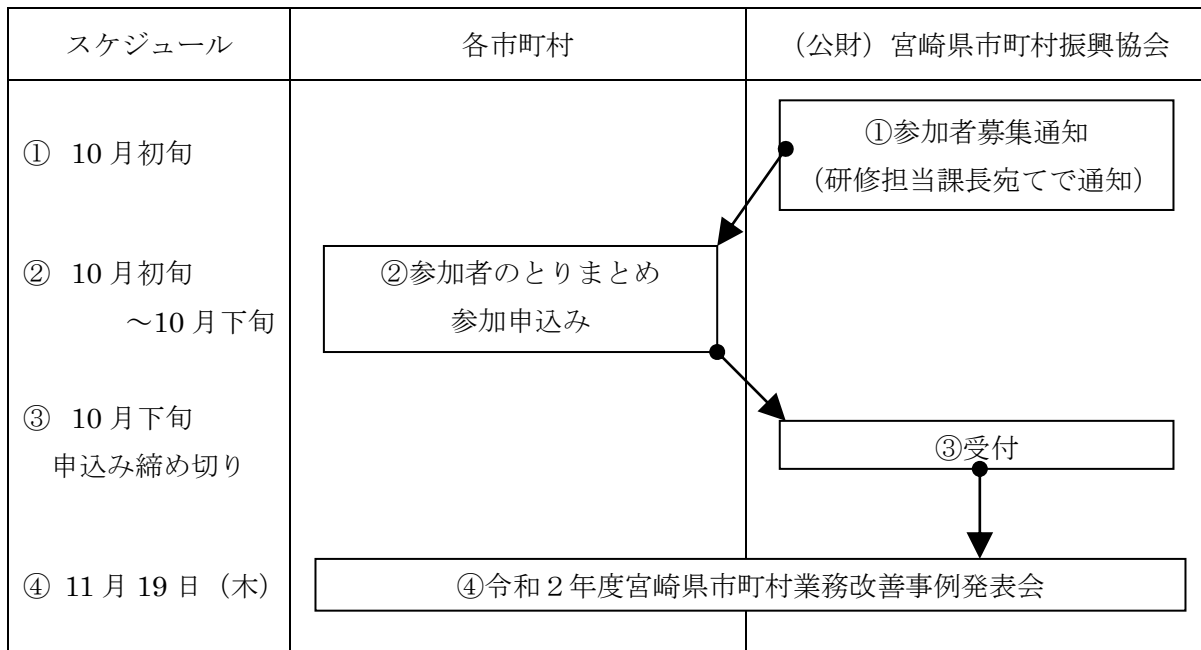 スケジュール
各市町村
（公財）宮崎県市町村振興協会
① 10月初旬
①参加者募集通知
（研修担当課長宛てで通知）
② 10月初旬
～10月下旬
②参加者のとりまとめ
参加申込み
③ 10月下旬
申込み締め切り
③受付
④ 11月19日（木）
④令和２年度宮崎県市町村業務改善事例発表会